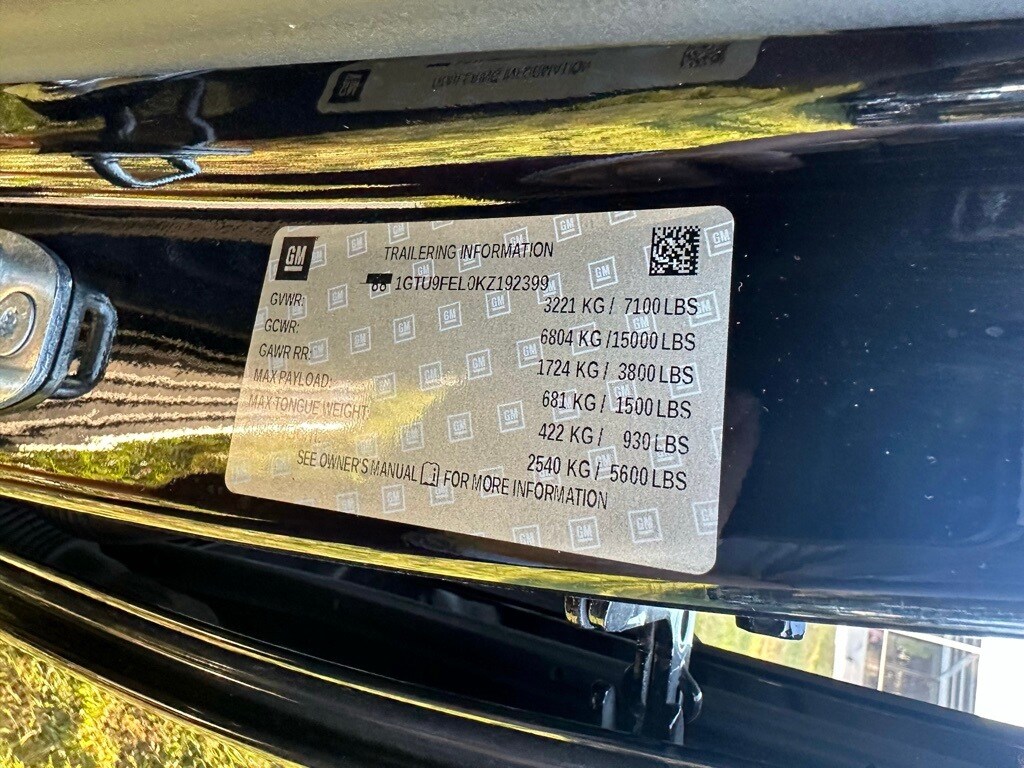 GM
TRAILERING INFORMATION
88 1GTU9FEL0KZ192399
GVWR: 3221 KG / 7100 LBS
GCWR: 6804 KG / 15000 LBS
GAWR RR: 1724 KG / 3800 LBS
MAX PAYLOAD: 681 KG / 1500 LBS
MAX TONGUE WEIGHT: 422 KG / 930 LBS
2540 KG / 5600 LBS
SEE OWNER'S MANUAL FOR MORE INFORMATION